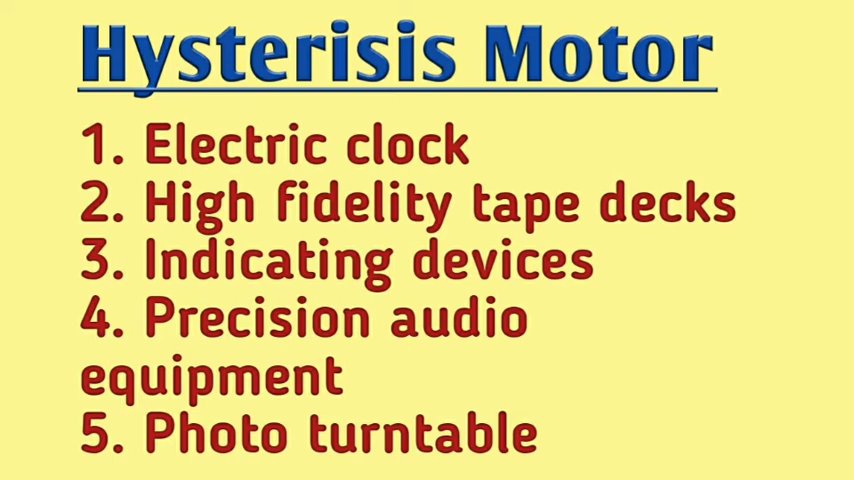 Hysterisis Motor
1. Electric clock
2. High fidelity tape decks
3. Indicating devices
4. Precision audio
equipment
5. Photo turntable